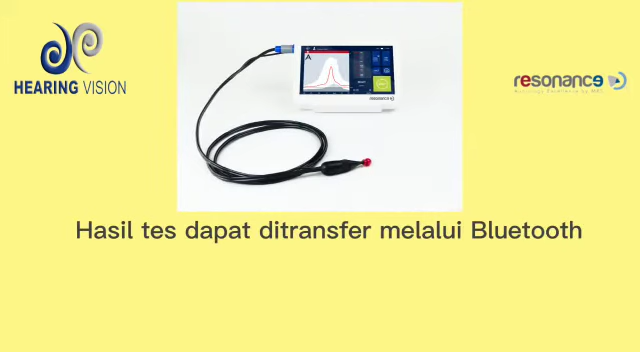 HEARING VISION
resonance
Hasil tes dapat ditransfer melalui Bluetooth